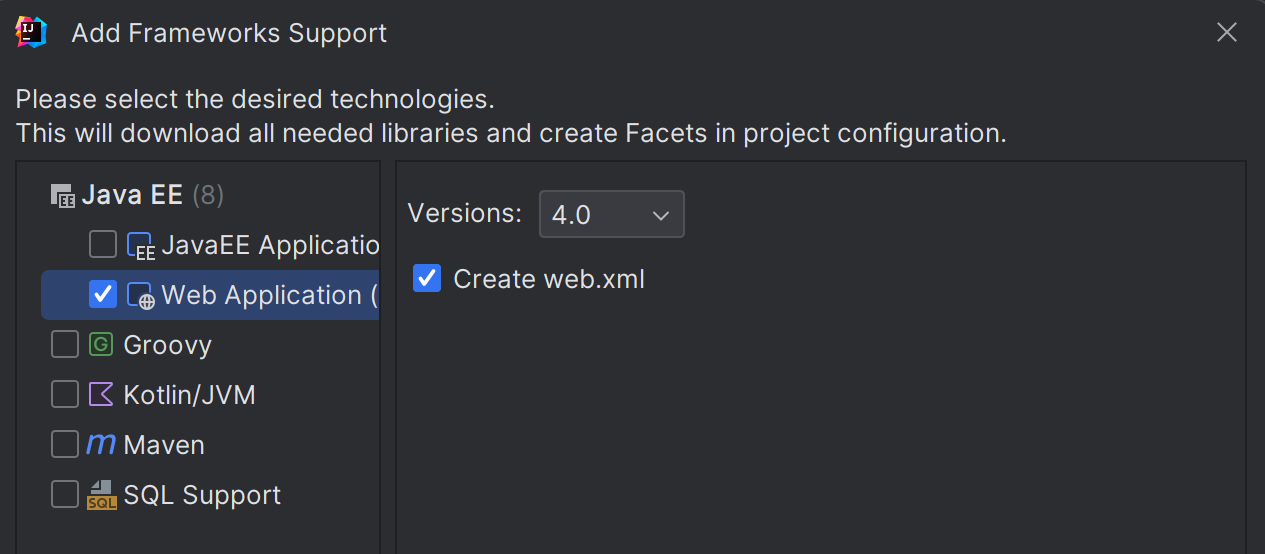 Add Frameworks Support
Please select the desired technologies.
This will download all needed libraries and create Facets in project configuration.
Java EE (8)
JavaEE Applicatio
Web Application (
Groovy
Kotlin/JVM
Maven
SQL Support
Versions: 4.0
Create web.xml